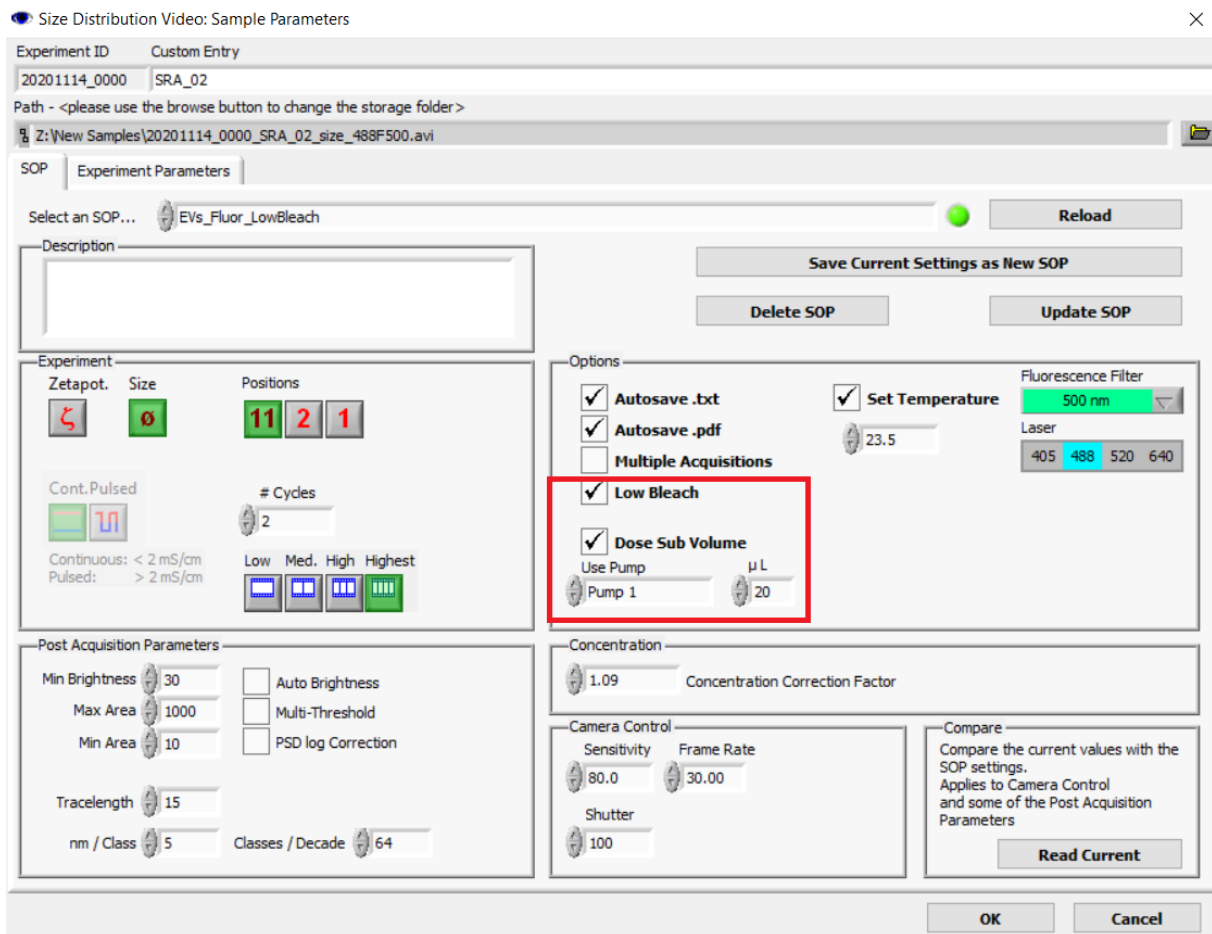 Size Distribution Video: Sample Parameters
Experiment ID Custom Entry
20201114_0000 SRA_02
Path - <please use the browse button to change the storage folder>
Z:\New Samples\20201114_0000_SRA_02_size_488F500.avi
SOP Experiment Parameters
Select an SOP... EVs_Fluor_LowBleach Reload
Description
Save Current Settings as New SOP
Delete SOP Update SOP
Experiment
Zetapot. Size Positions
ζ ø 11 2 1
Cont.Pulsed
# Cycles
2
Continuous: < 2 mS/cm
Pulsed: > 2 mS/cm
Low Med. High Highest
Options
Autosave .txt
Autosave .pdf
Multiple Acquisitions
Low Bleach
Dose Sub Volume
Use Pump µL
Pump 1 20
Set Temperature
23.5
Fluorescence Filter
500 nm
Laser
405 488 520 640
Post Acquisition Parameters
Min Brightness 30 Auto Brightness
Max Area 1000 Multi-Threshold
Min Area 10 PSD log Correction
Tracelength 15
nm / Class 5 Classes / Decade 64
Concentration
1.09 Concentration Correction Factor
Camera Control
Sensitivity Frame Rate
80.0 30.00
Shutter
100
Compare
Compare the current values with the
SOP settings.
Applies to Camera Control
and some of the Post Acquisition
Parameters
Read Current
OK Cancel